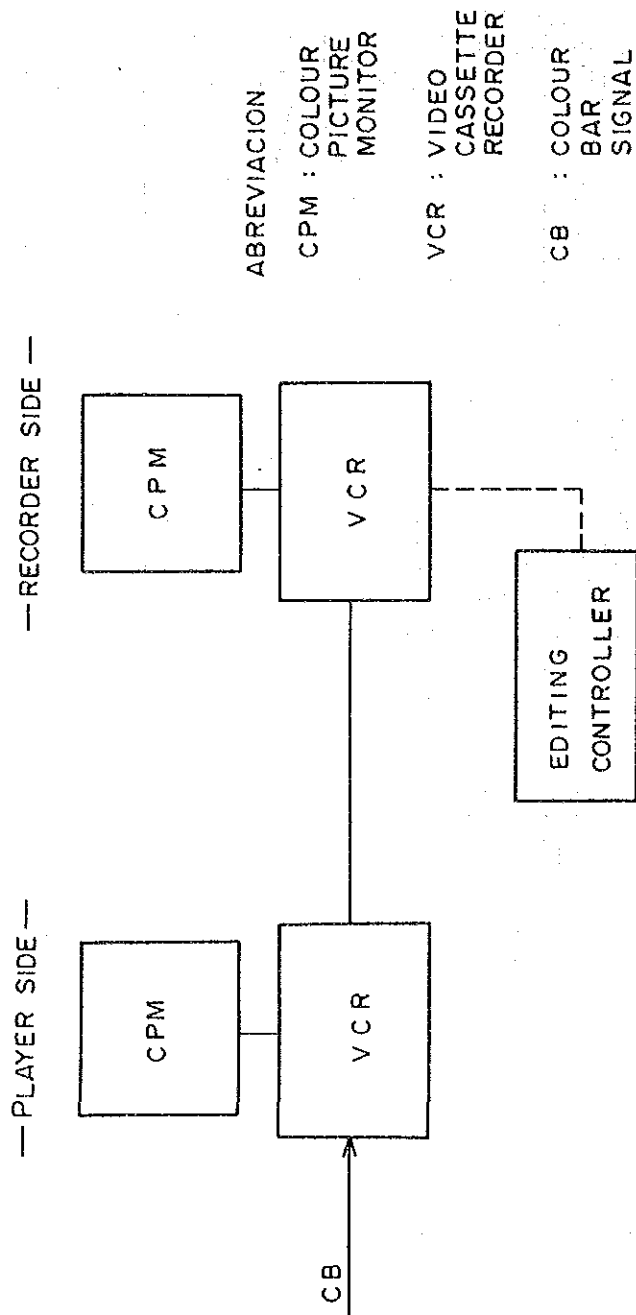 — PLAYER SIDE —
— RECORDER SIDE —
CPM
CPM
CB
VCR
VCR
EDITING
CONTROLLER
ABREVIACION
CPM : COLOUR
PICTURE
MONITOR
VCR : VIDEO
CASSETTE
RECORDER
CB : COLOUR
BAR
SIGNAL